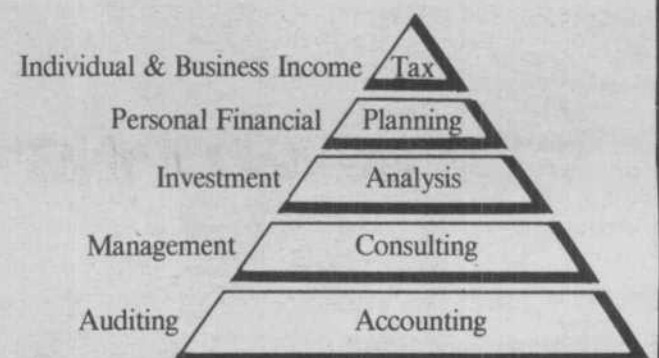 Individual & Business Income Tax
Personal Financial Planning
Investment Analysis
Management Consulting
Auditing Accounting